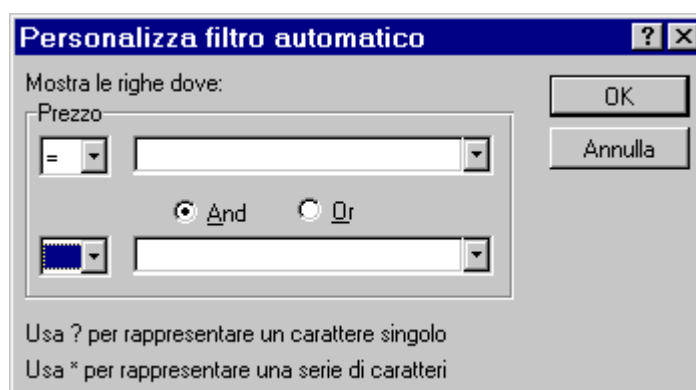 Personalizza filtro automatico
Mostra le righe dove:
OK
Prezzo
=
Annulla
And Or
Usa ? per rappresentare un carattere singolo
Usa * per rappresentare una serie di caratteri